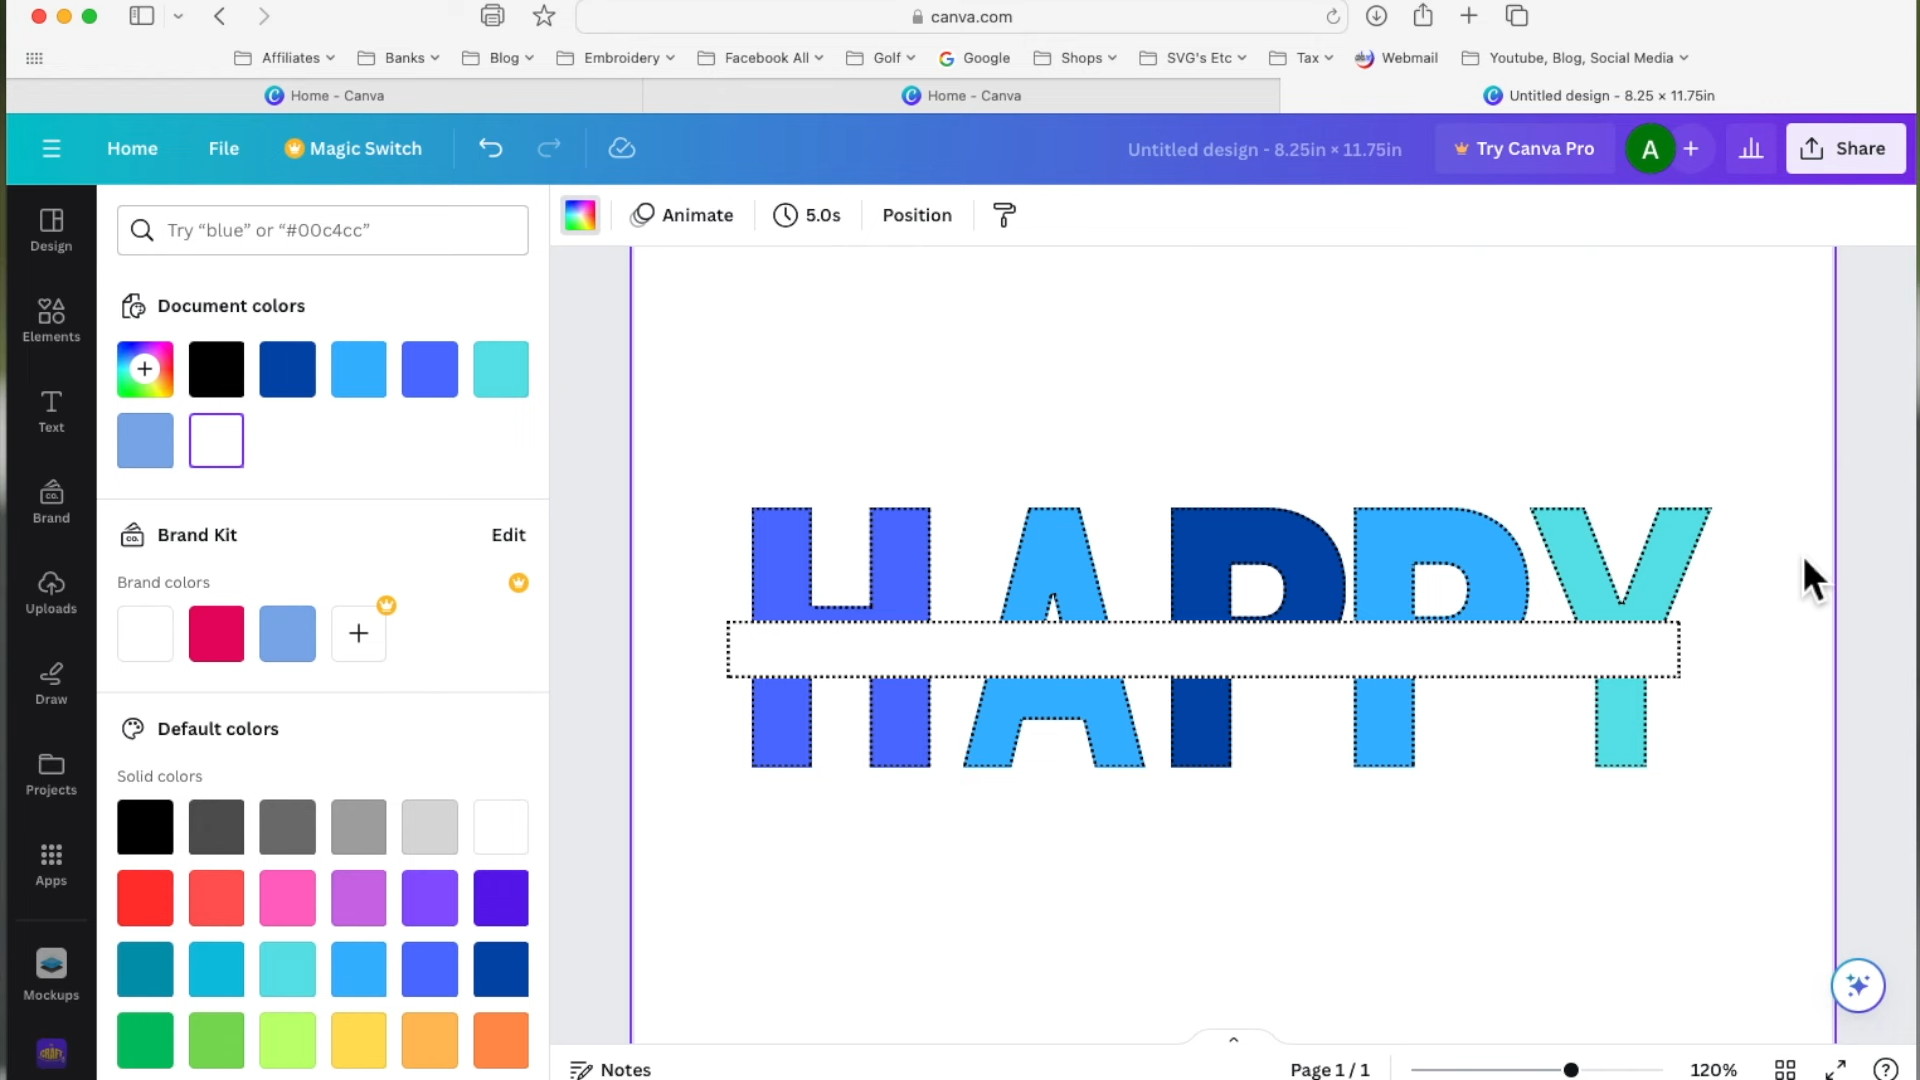 canva.com
Affiliates Banks Blog Embroidery Facebook All Golf Google Shops SVG's Etc Tax Webmail Youtube, Blog, Social Media
Home - Canva Home - Canva Untitled design - 8.25 × 11.75in
Home File Magic Switch Untitled design - 8.25in × 11.75in Try Canva Pro A + Share
Animate 5.0s Position
Design
Elements
Text
Brand
Uploads
Draw
Projects
Apps
Mockups
Try “blue” or “#00c4cc”
Document colors
Brand Kit Edit
Brand colors
Default colors
Solid colors
HAPPY
Notes Page 1 / 1 120%